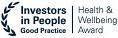 Investors
in People
Good Practice
Health &
Wellbeing
Award